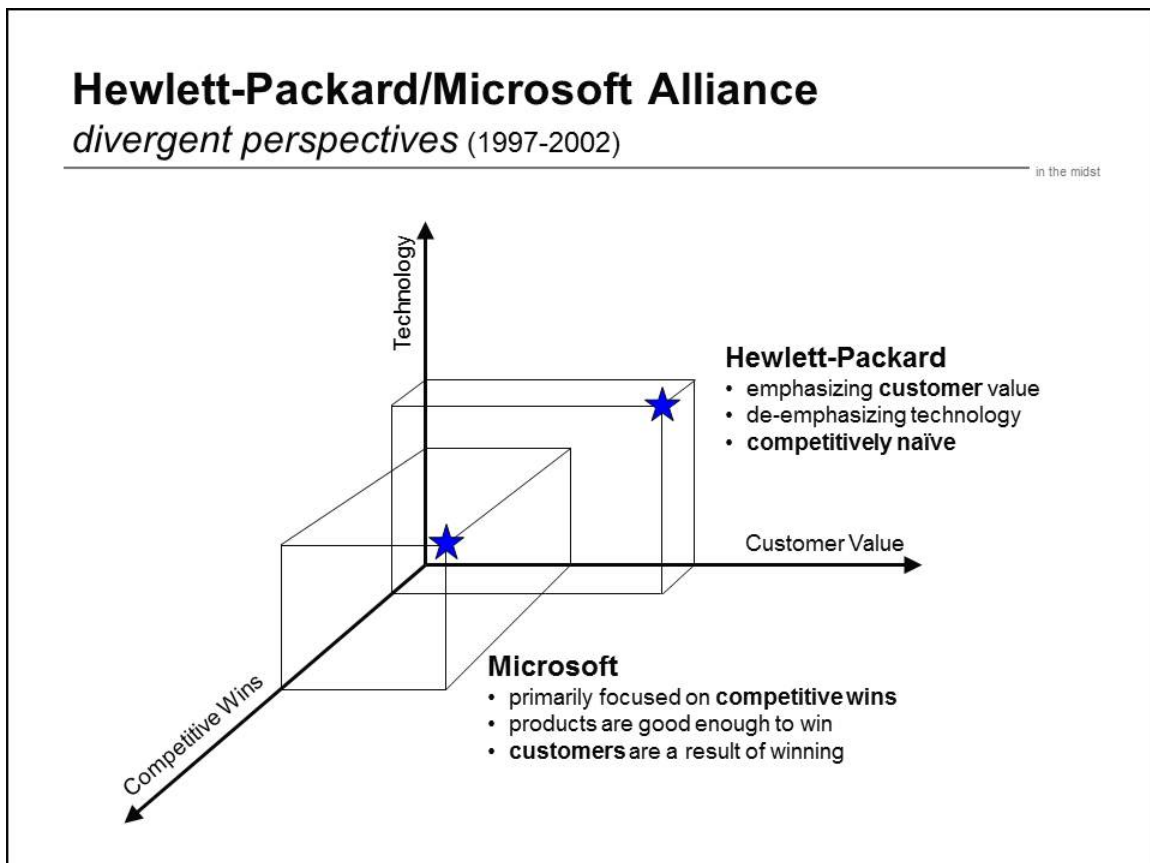 Hewlett-Packard/Microsoft Alliance
divergent perspectives (1997-2002)
in the midst
Technology
Hewlett-Packard
• emphasizing customer value
• de-emphasizing technology
• competitively naïve
Customer Value
Microsoft
• primarily focused on competitive wins
• products are good enough to win
• customers are a result of winning
Competitive Wins